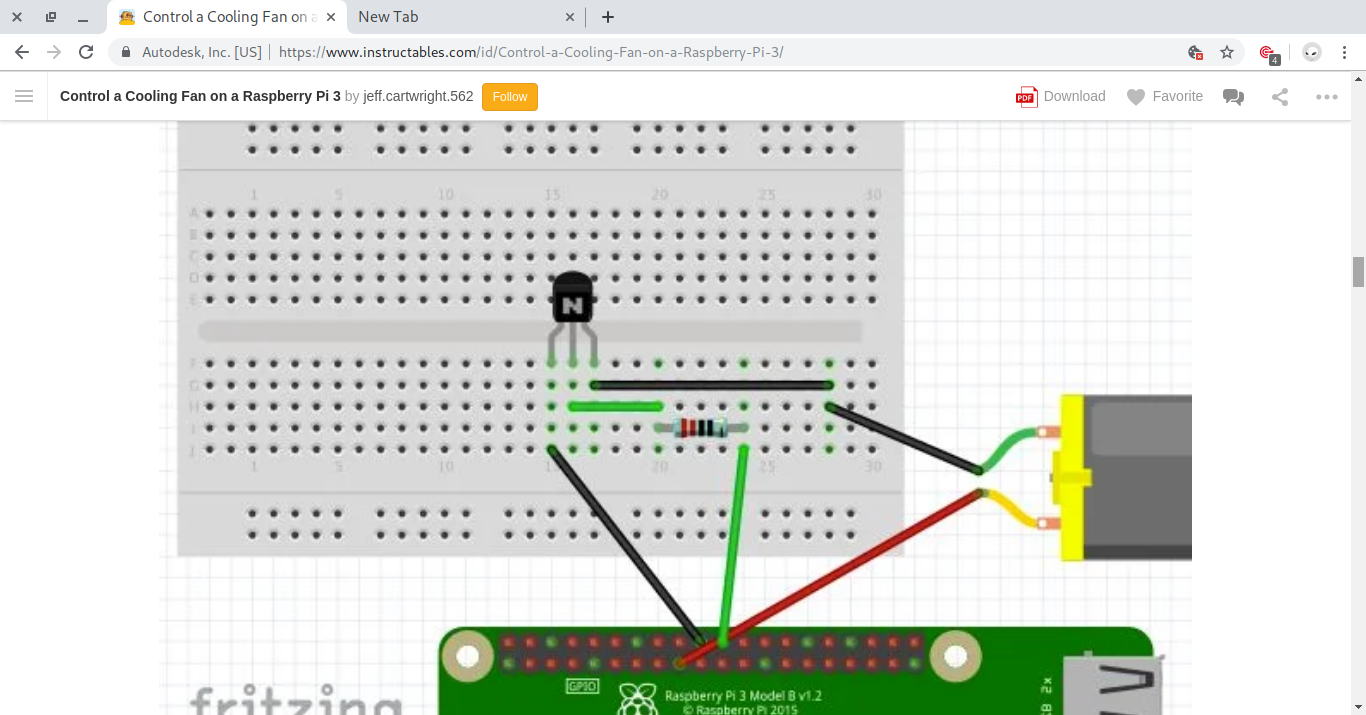 Control a Cooling Fan on a
New Tab
Autodesk, Inc. [US] | https://www.instructables.com/id/Control-a-Cooling-Fan-on-a-Raspberry-Pi-3/
4
Control a Cooling Fan on a Raspberry Pi 3 by jeff.cartwright.562 Follow
PDF Download Favorite
1 5 10 15 20 25 30
A
B
C
D
E
N
F
G
H
I
J
1 5 10 15 20 25 30
GPIO
Raspberry Pi 3 Model B v1.2
© Raspberry Pi 2015
fritzing